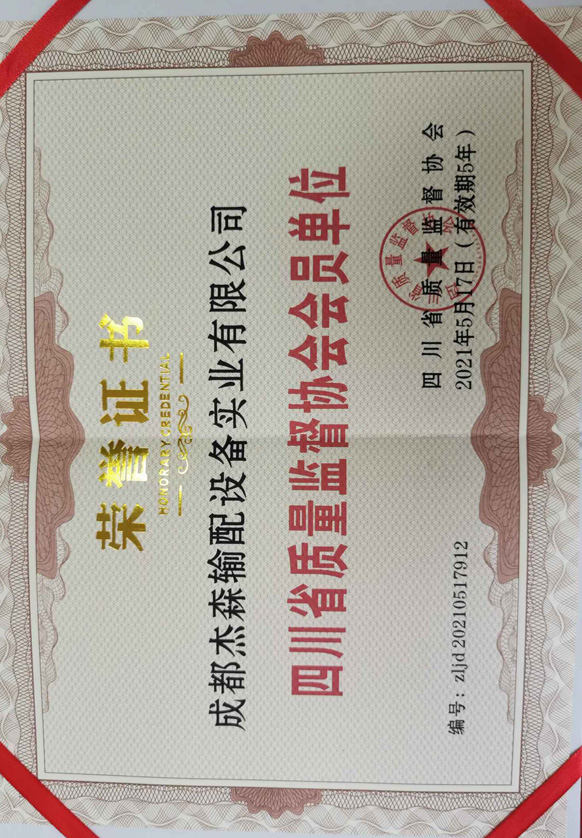 荣誉证书
HONORARY CREDENTIAL
成都杰森输配设备实业有限公司
四川省质量监督协会会员单位
四川省质量监督协会
2021年5月17日（有效期5年）
编号：zljd 20210517912